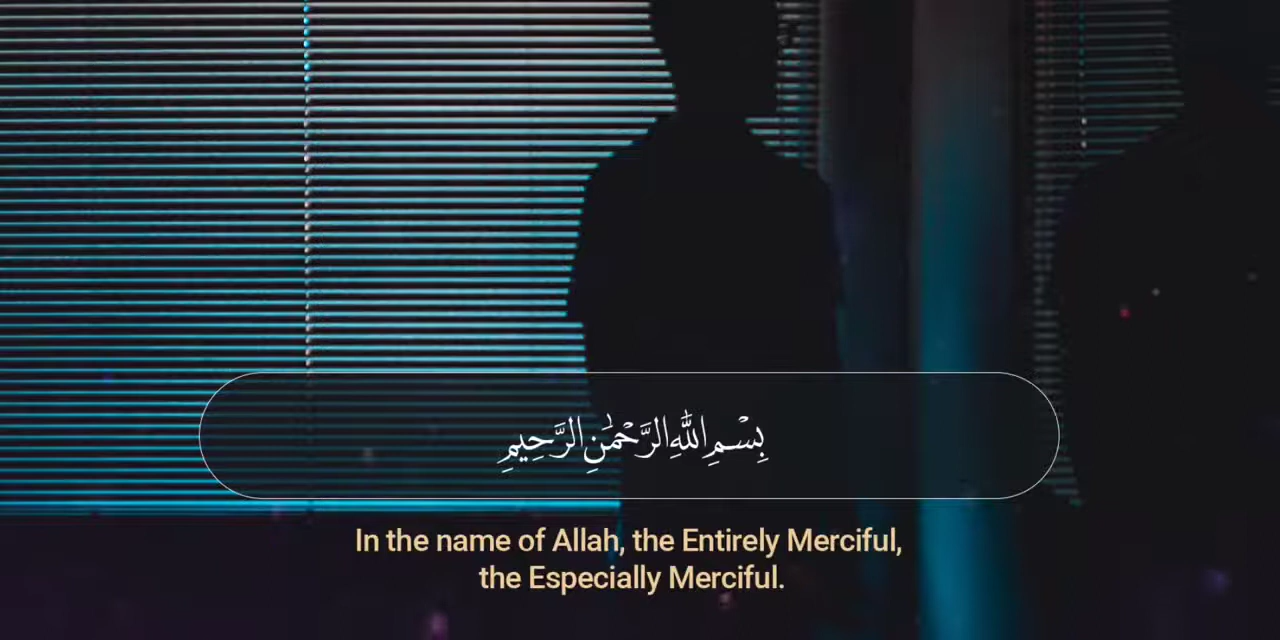 بِسْمِ اللَّهِ الرَّحْمَٰنِ الرَّحِيمِ
In the name of Allah, the Entirely Merciful,
the Especially Merciful.